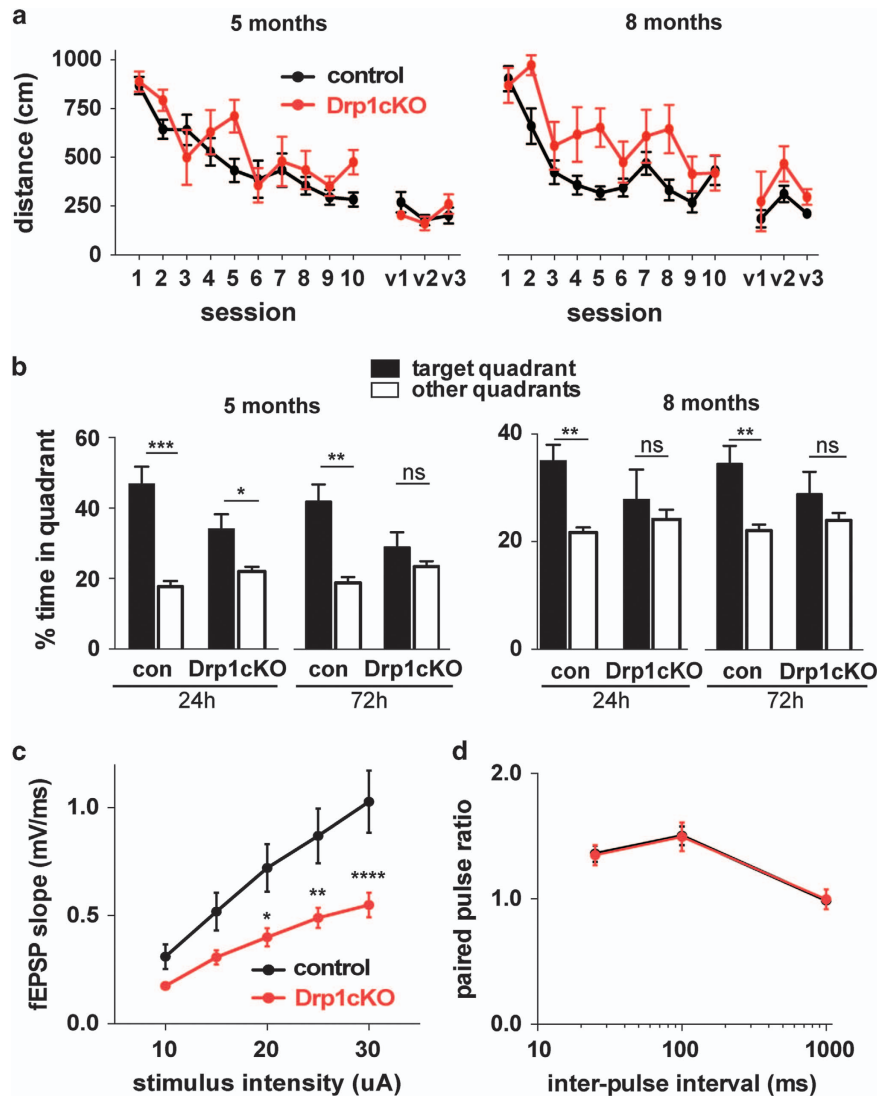 a
5 months
8 months
distance (cm)
1000
750
500
250
0
control
Drp1cKO
1 2 3 4 5 6 7 8 9 10 v1 v2 v3
1 2 3 4 5 6 7 8 9 10 v1 v2 v3
session
session
b
target quadrant
other quadrants
5 months
8 months
% time in quadrant
60
40
20
0
*** * ** ns
con Drp1cKO con Drp1cKO
24h 72h
40
20
0
** ns ** ns
con Drp1cKO con Drp1cKO
24h 72h
c
fEPSP slope (mV/ms)
1.0
0.5
0.0
* ** ****
control
Drp1cKO
10 20 30
stimulus intensity (uA)
d
paired pulse ratio
2.0
1.0
0.0
10 100 1000
inter-pulse interval (ms)